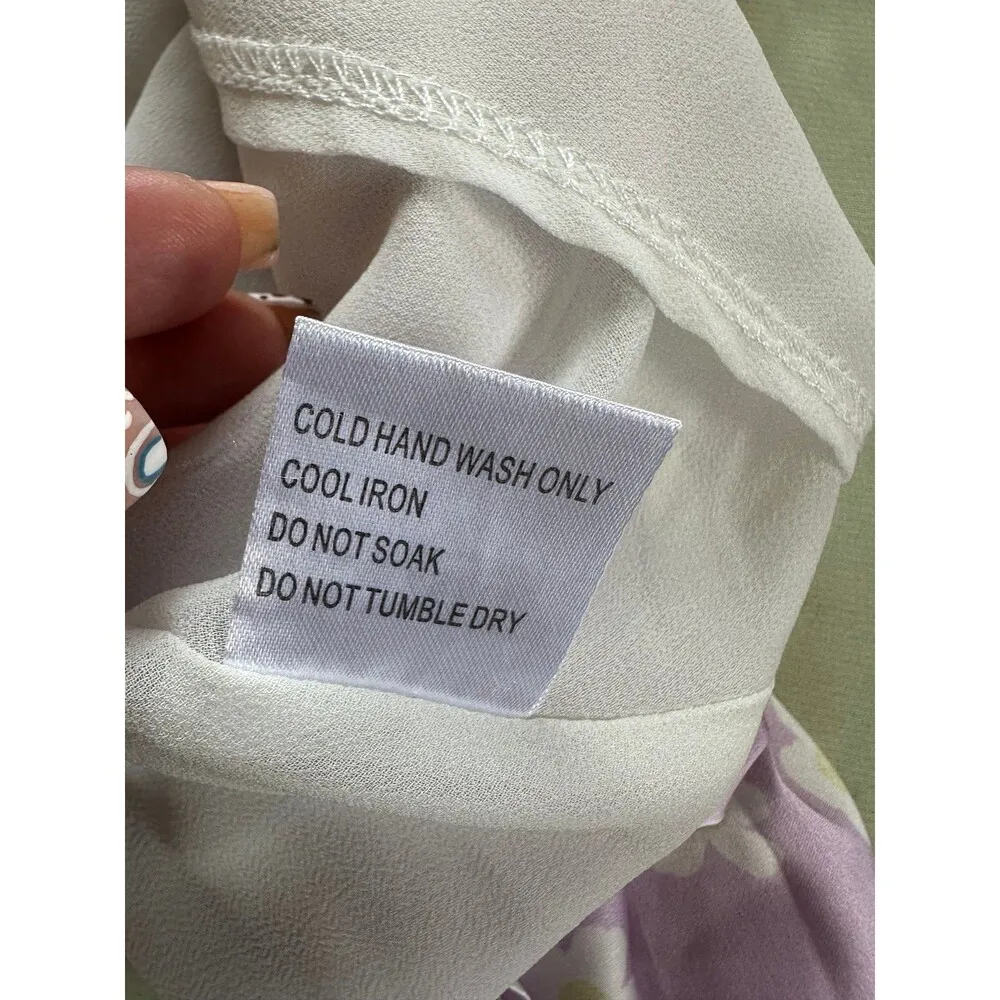 COLD HAND WASH ONLY
COOL IRON
DO NOT SOAK
DO NOT TUMBLE DRY